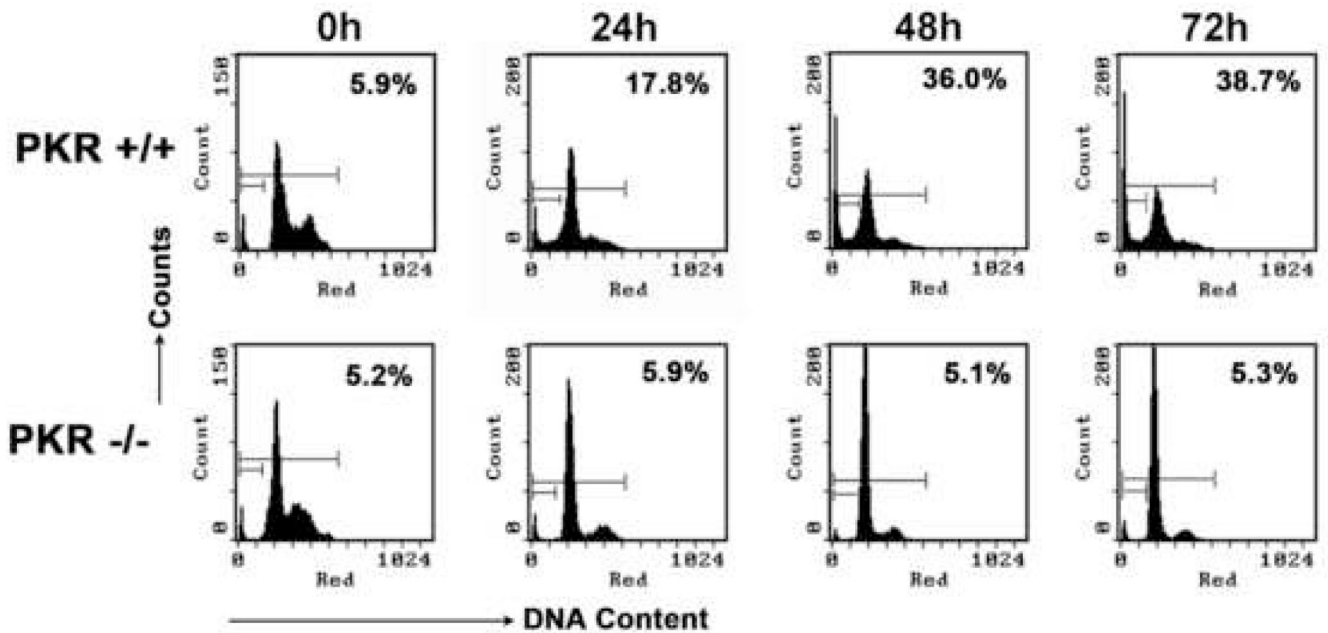 0h 24h 48h 72h
PKR +/+
150 5.9% Count 0 0 1024 Red
200 17.8% Count 0 0 1024 Red
200 36.0% Count 0 0 1024 Red
200 38.7% Count 0 0 1024 Red
Counts
PKR -/-
150 5.2% Count 0 0 1024 Red
200 5.9% Count 0 0 1024 Red
200 5.1% Count 0 0 1024 Red
200 5.3% Count 0 0 1024 Red
DNA Content